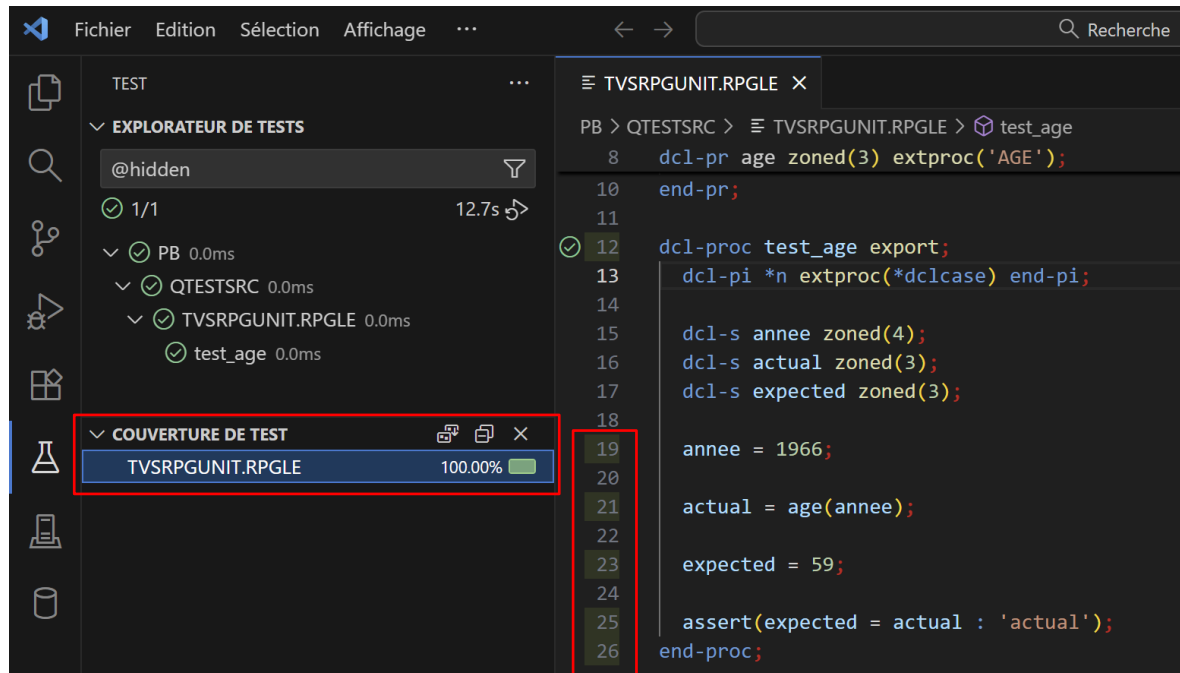 Fichier Edition Sélection Affichage ··· Recherche
TEST ···
EXPLORATEUR DE TESTS
@hidden
1/1 12.7s
PB 0.0ms
QTESTSRC 0.0ms
TVSRPGUNIT.RPGLE 0.0ms
test_age 0.0ms
COUVERTURE DE TEST
TVSRPGUNIT.RPGLE 100.00%
TVSRPGUNIT.RPGLE
PB > QTESTSRC > TVSRPGUNIT.RPGLE > test_age
8 dcl-pr age zoned(3) extproc('AGE');
10 end-pr;
11
12 dcl-proc test_age export;
13 dcl-pi *n extproc(*dclcase) end-pi;
14
15 dcl-s annee zoned(4);
16 dcl-s actual zoned(3);
17 dcl-s expected zoned(3);
18
19 annee = 1966;
20
21 actual = age(annee);
22
23 expected = 59;
24
25 assert(expected = actual : 'actual');
26 end-proc;